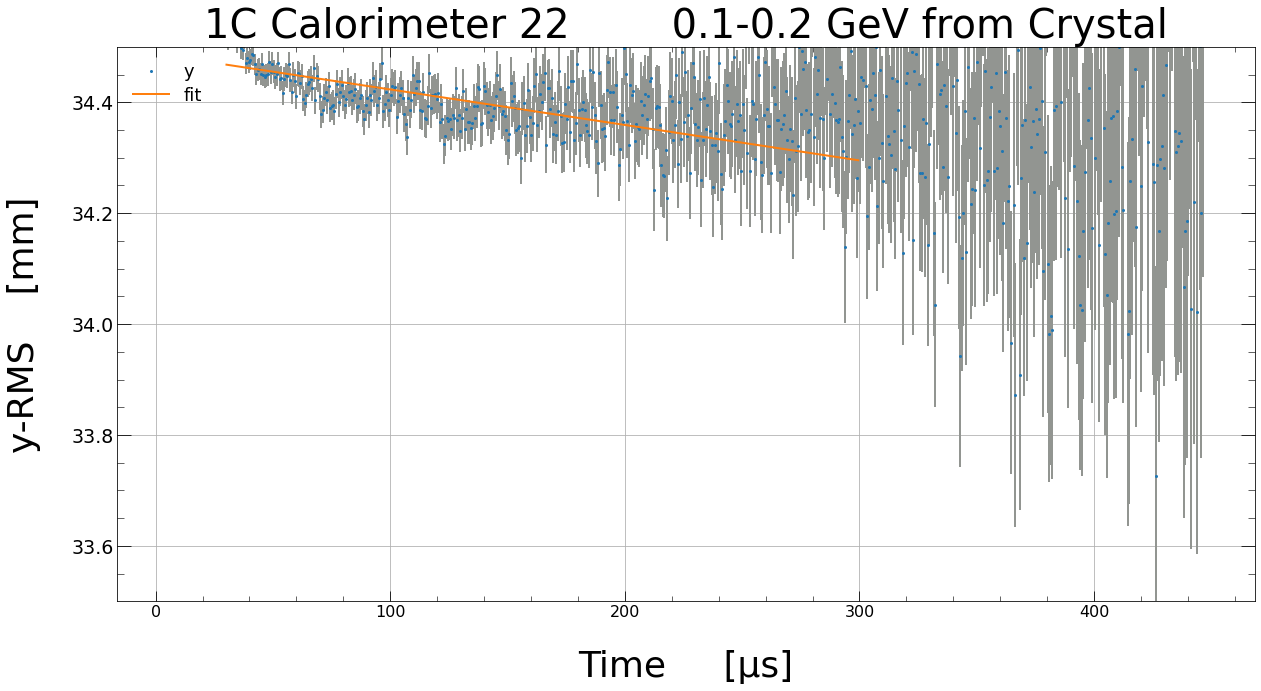 1C Calorimeter 22 0.1-0.2 GeV from Crystal
y
fit
34.4
34.2
34.0
33.8
33.6
y-RMS [mm]
0 100 200 300 400
Time [μs]